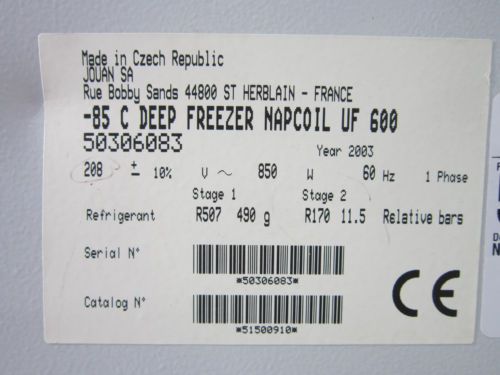 Made in Czech Republic
JOUAN SA
Rue Bobby Sands 44800 ST HERBLAIN - FRANCE
-85 C DEEP FREEZER NAPCOIL UF 600
50306083
Year 2003
208 ± 10% V ~ 850 W 60 Hz 1 Phase
Stage 1 Stage 2
Refrigerant R507 490 g R170 11.5 Relative bars
Serial N°
*50306083*
Catalog N°
*51500910*
CE